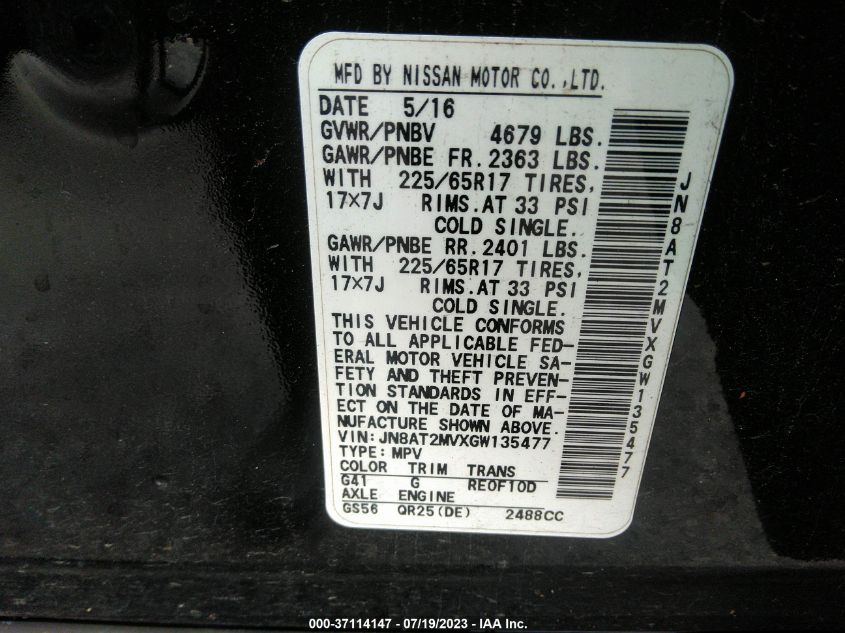 MFD BY NISSAN MOTOR CO.,LTD.
DATE 5/16
GVWR/PNBV 4679 LBS.
GAWR/PNBE FR. 2363 LBS.
WITH 225/65R17 TIRES,
17×7J RIMS.AT 33 PSI
COLD SINGLE.
GAWR/PNBE RR. 2401 LBS.
WITH 225/65R17 TIRES,
17×7J RIMS.AT 33 PSI
COLD SINGLE.
THIS VEHICLE CONFORMS
TO ALL APPLICABLE FED-
ERAL MOTOR VEHICLE SA-
FETY AND THEFT PREVEN-
TION STANDARDS IN EFF-
ECT ON THE DATE OF MA-
NUFACTURE SHOWN ABOVE.
VIN: JN8AT2MVXGW135477
TYPE: MPV
COLOR TRIM TRANS
G41 G RE0F10D
AXLE ENGINE
GS56 QR25(DE) 2488CC
JN8AT2MVXGW135477
000-37114147 - 07/19/2023 - IAA Inc.